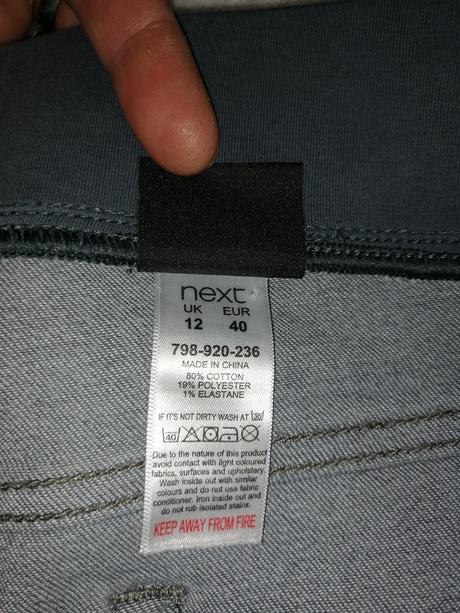 next
UK EUR
12 40
798-920-236
MADE IN CHINA
80% COTTON
19% POLYESTER
1% ELASTANE
IF IT'S NOT DIRTY WASH AT 30
40
Due to the nature of this product
avoid contact with light coloured
fabrics, surfaces and upholstery.
Wash inside out with similar
colours and do not use fabric
conditioner. Iron inside out and
do not rub isolated stains.
KEEP AWAY FROM FIRE